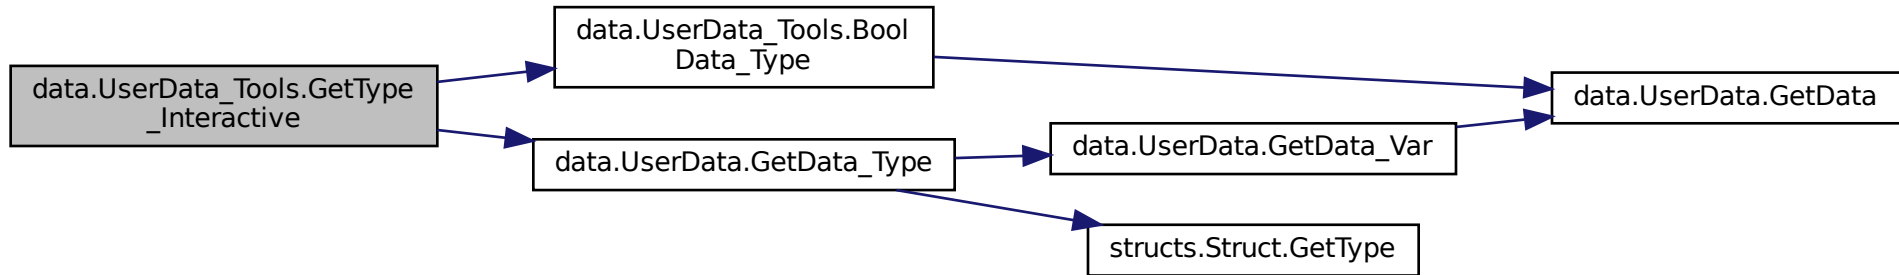 data.UserData_Tools.GetType
_Interactive
data.UserData_Tools.Bool
Data_Type
data.UserData.GetData_Type
data.UserData.GetData_Var
structs.Struct.GetType
data.UserData.GetData